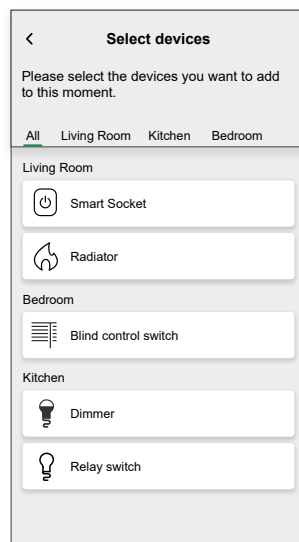 Select devices
Please select the devices you want to add
to this moment.
All Living Room Kitchen Bedroom
Living Room
Smart Socket
Radiator
Bedroom
Blind control switch
Kitchen
Dimmer
Relay switch